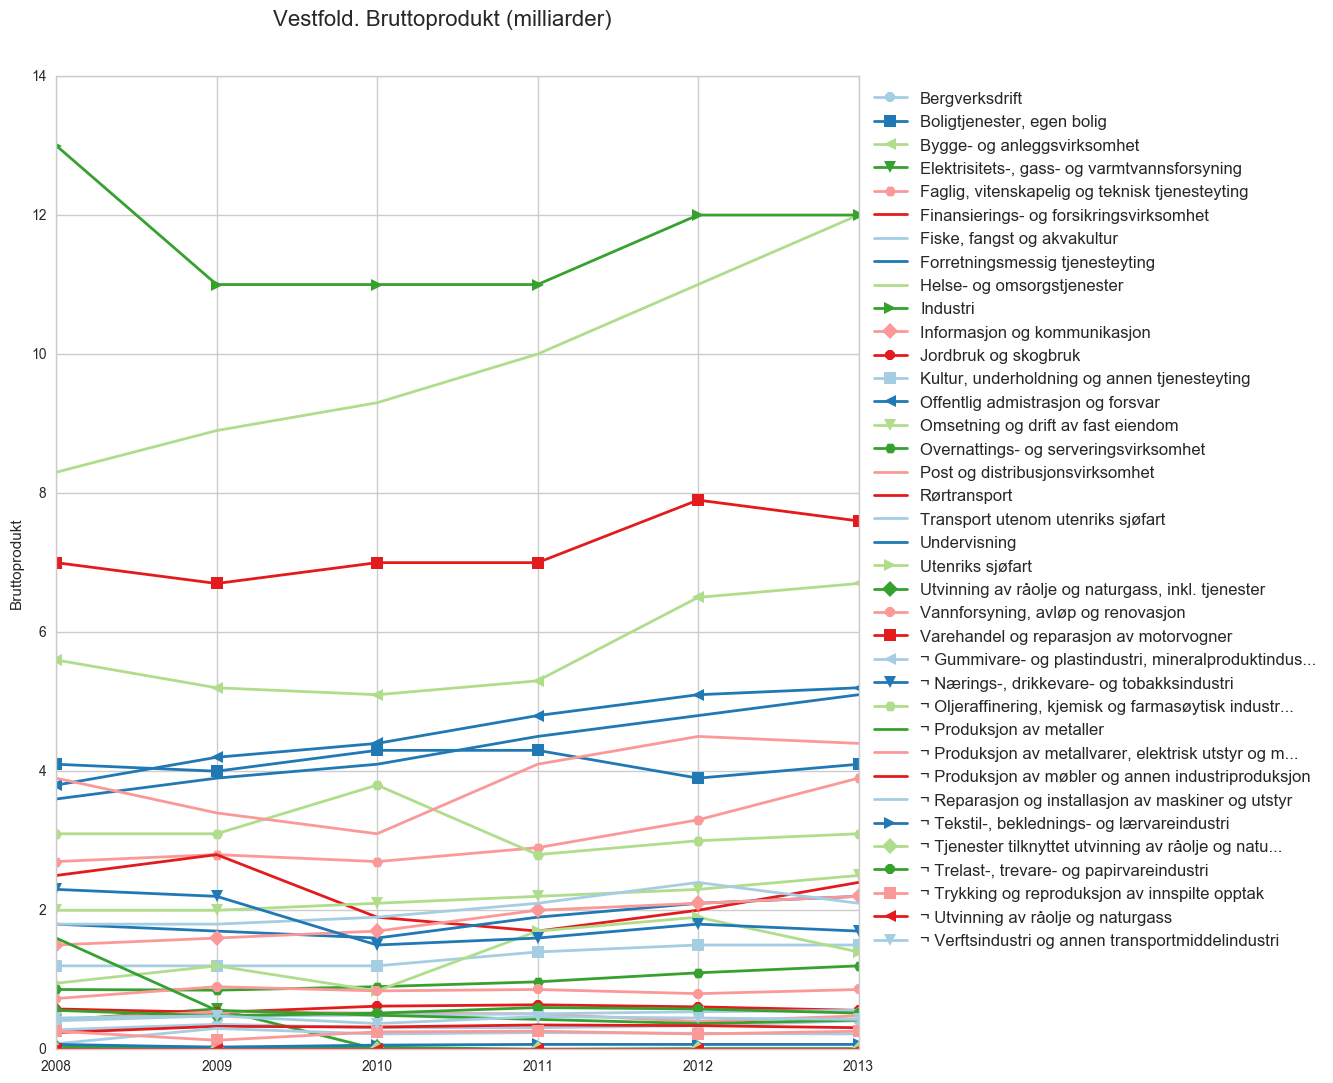 Vestfold. Bruttoprodukt (milliarder)
14
12
10
8
6
4
2
0
Bruttoprodukt
2008 2009 2010 2011 2012 2013
Bergverksdrift
Boligtjenester, egen bolig
Bygge- og anleggsvirksomhet
Elektrisitets-, gass- og varmtvannsforsyning
Faglig, vitenskapelig og teknisk tjenesteyting
Finansierings- og forsikringsvirksomhet
Fiske, fangst og akvakultur
Forretningsmessig tjenesteyting
Helse- og omsorgstjenester
Industri
Informasjon og kommunikasjon
Jordbruk og skogbruk
Kultur, underholdning og annen tjenesteyting
Offentlig admistrasjon og forsvar
Omsetning og drift av fast eiendom
Overnattings- og serveringsvirksomhet
Post og distribusjonsvirksomhet
Rørtransport
Transport utenom utenriks sjøfart
Undervisning
Utenriks sjøfart
Utvinning av råolje og naturgass, inkl. tjenester
Vannforsyning, avløp og renovasjon
Varehandel og reparasjon av motorvogner
¬ Gummivare- og plastindustri, mineralproduktindus...
¬ Nærings-, drikkevare- og tobakksindustri
¬ Oljeraffinering, kjemisk og farmasøytisk industr...
¬ Produksjon av metaller
¬ Produksjon av metallvarer, elektrisk utstyr og m...
¬ Produksjon av møbler og annen industriproduksjon
¬ Reparasjon og installasjon av maskiner og utstyr
¬ Tekstil-, beklednings- og lærvareindustri
¬ Tjenester tilknyttet utvinning av råolje og natu...
¬ Trelast-, trevare- og papirvareindustri
¬ Trykking og reproduksjon av innspilte opptak
¬ Utvinning av råolje og naturgass
¬ Verftsindustri og annen transportmiddelindustri